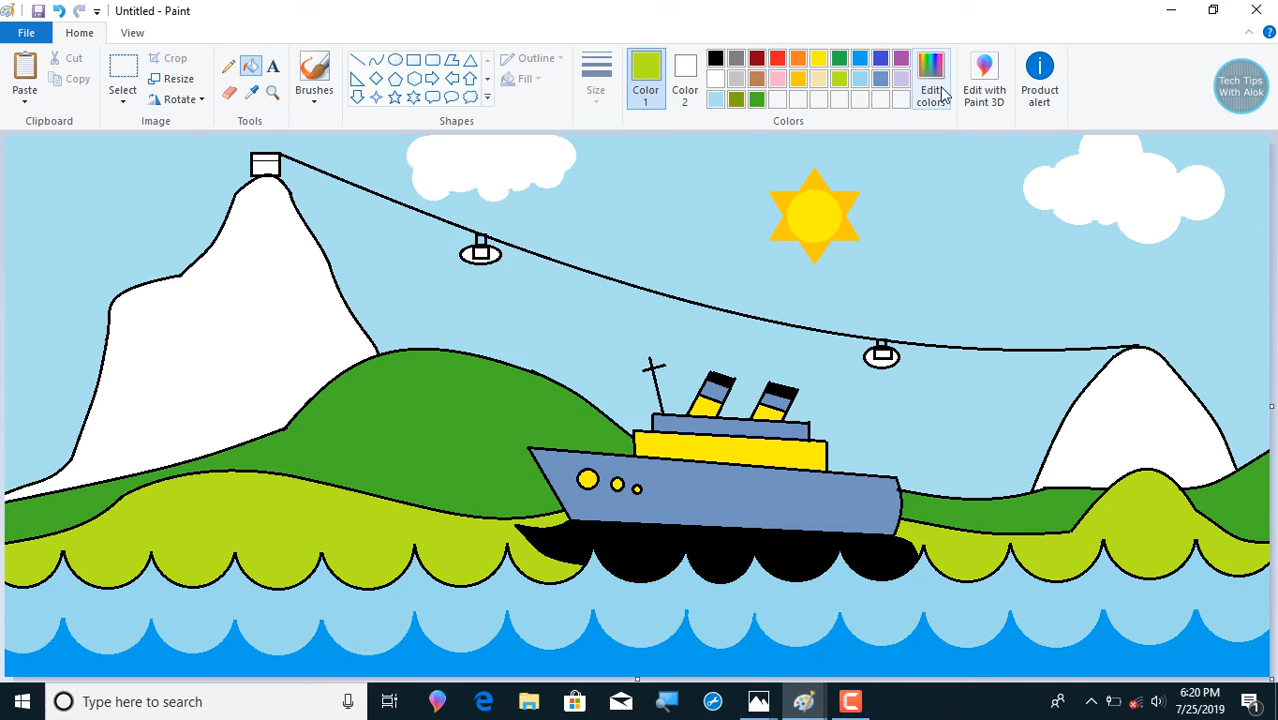 Untitled - Paint
File
Home
View
Paste
Cut
Copy
Clipboard
Select
Crop
Resize
Rotate
Image
A
Tools
Brushes
Shapes
Outline
Fill
Size
Color 1
Color 2
Edit colors
Colors
Edit with Paint 3D
Product alert
Tech Tips With Alok
Type here to search
6:20 PM
7/25/2019
1